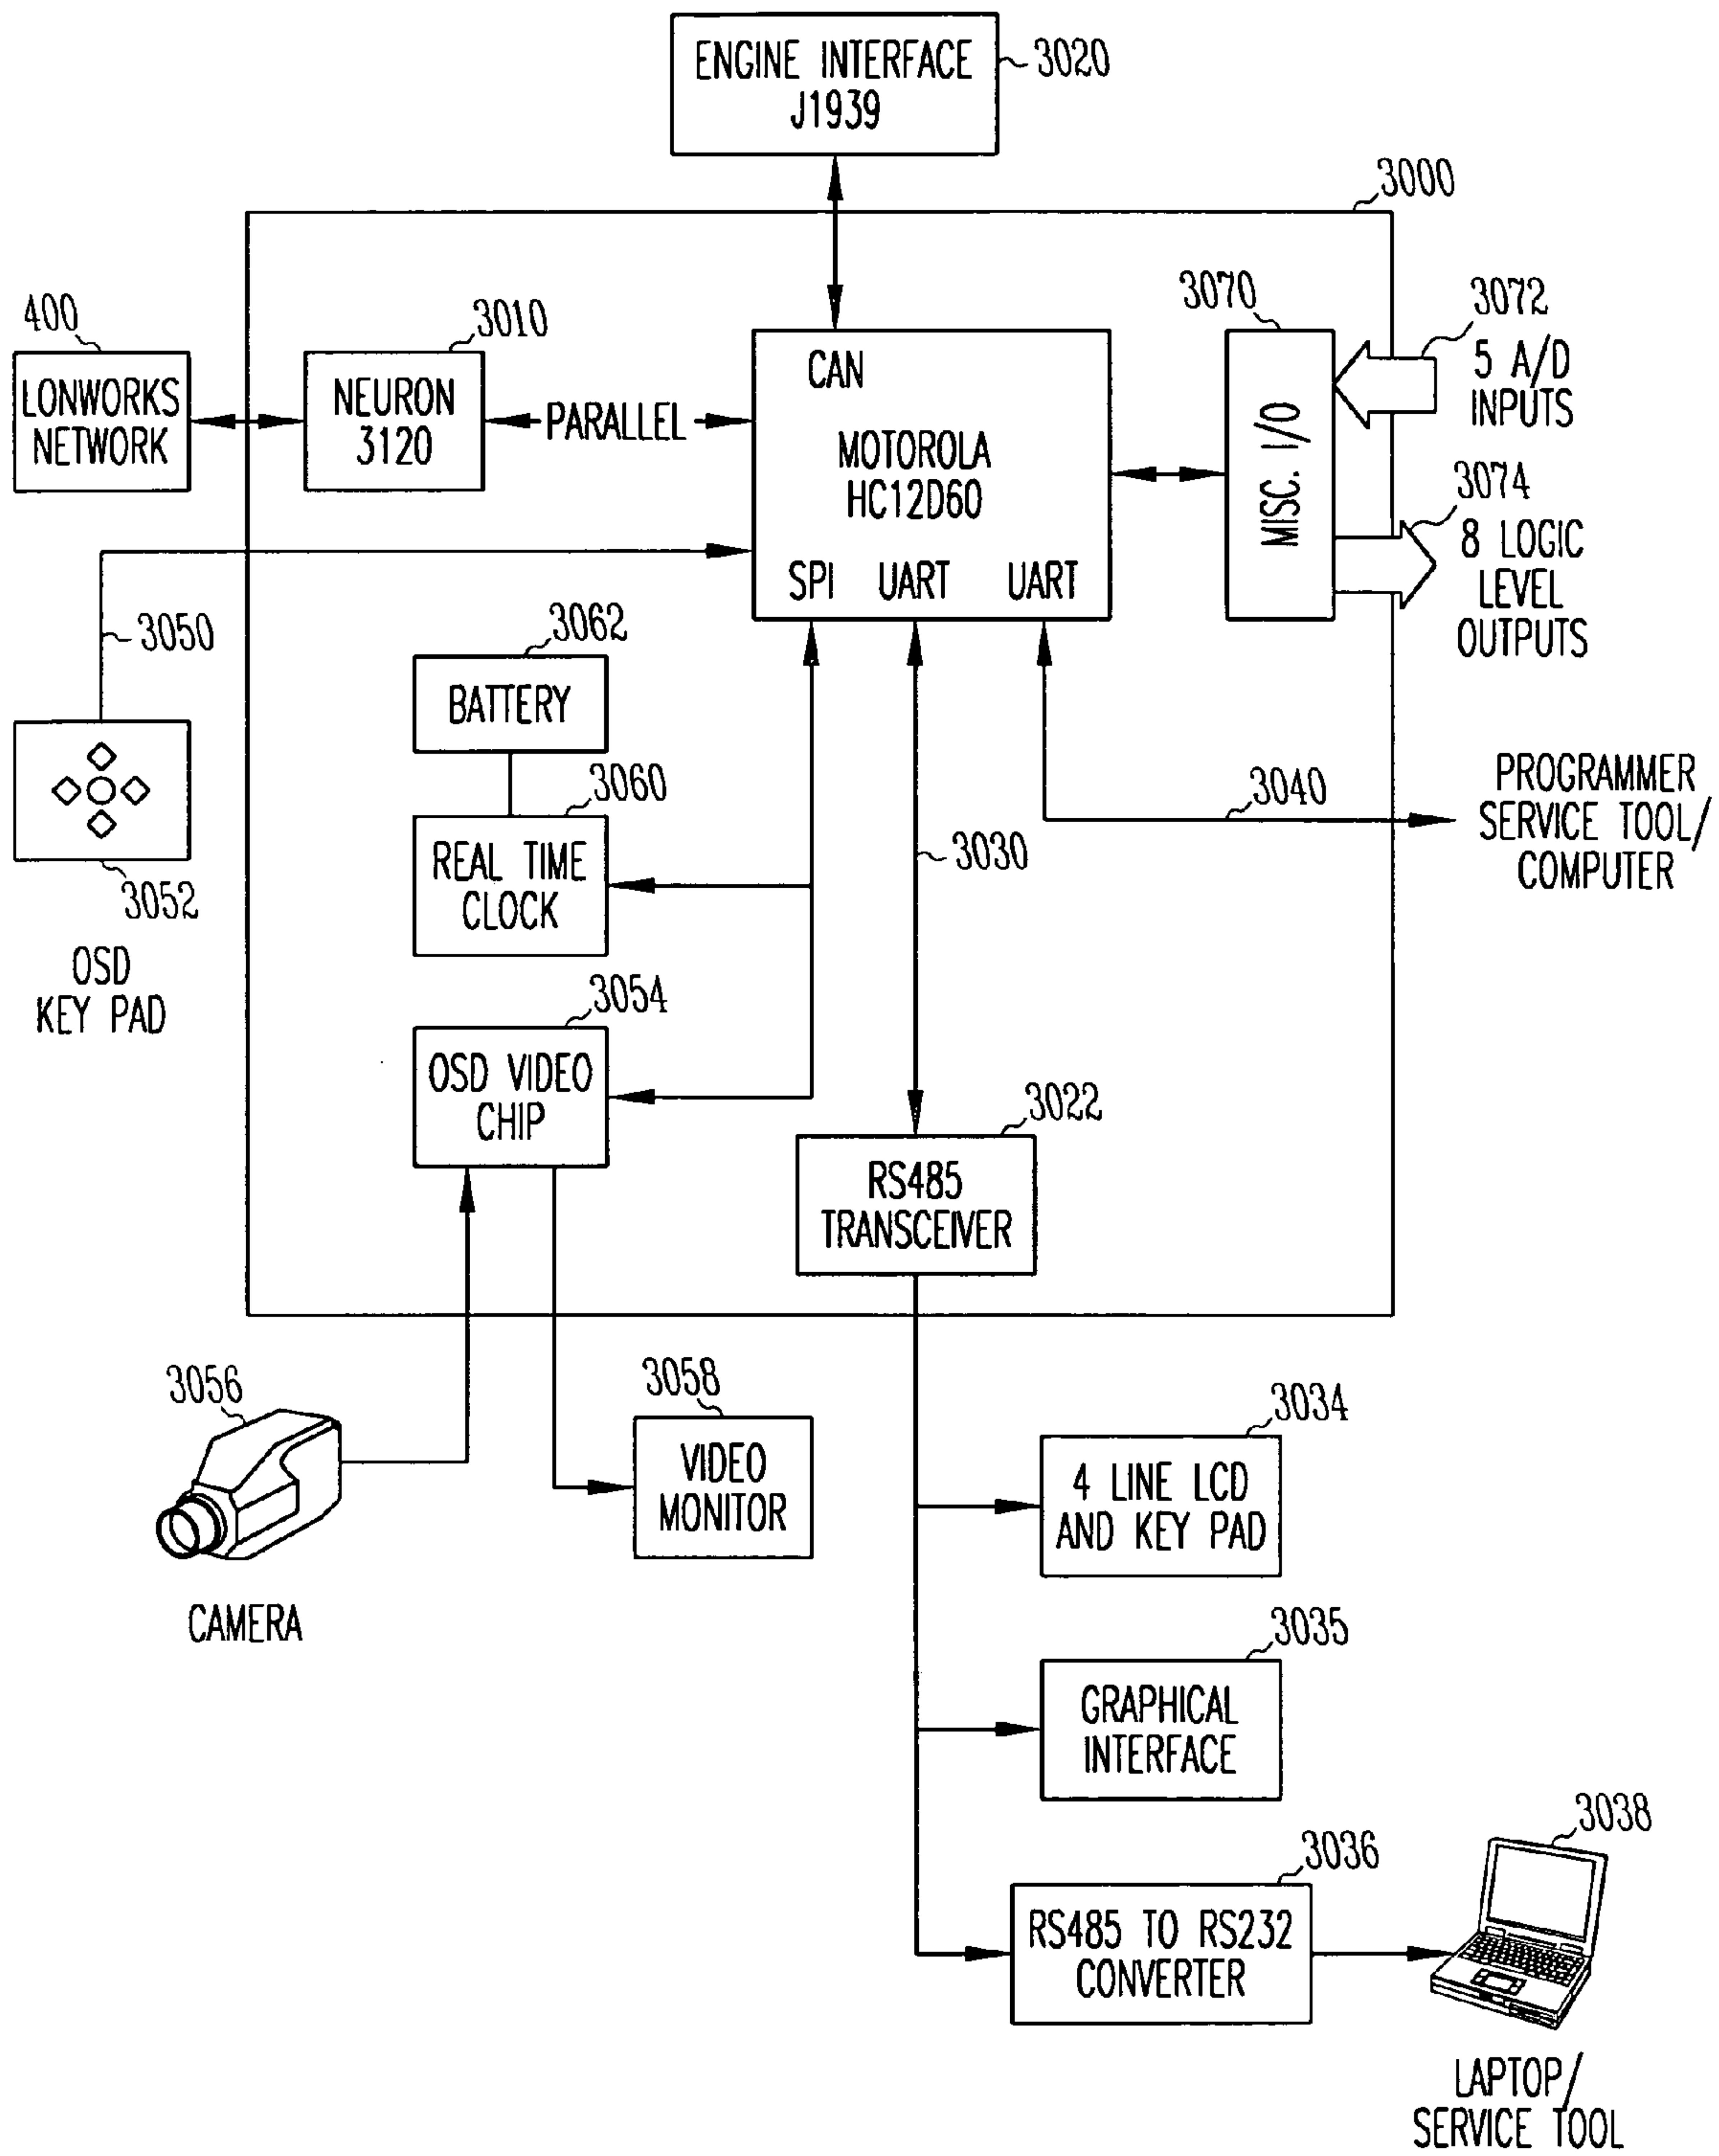 ENGINE INTERFACE
J1939
3020
3000
400
LONWORKS
NETWORK
3010
NEURON
3120
PARALLEL
CAN
MOTOROLA
HC12D60
SPI
UART
UART
3070
MISC. I/O
3072
5 A/D
INPUTS
3074
8 LOGIC
LEVEL
OUTPUTS
3050
3052
OSD
KEY PAD
3062
BATTERY
3060
REAL TIME
CLOCK
3054
OSD VIDEO
CHIP
3030
3040
PROGRAMMER
SERVICE TOOL/
COMPUTER
3022
RS485
TRANSCEIVER
3056
CAMERA
3058
VIDEO
MONITOR
3034
4 LINE LCD
AND KEY PAD
3035
GRAPHICAL
INTERFACE
3036
RS485 TO RS232
CONVERTER
3038
LAPTOP/
SERVICE TOOL